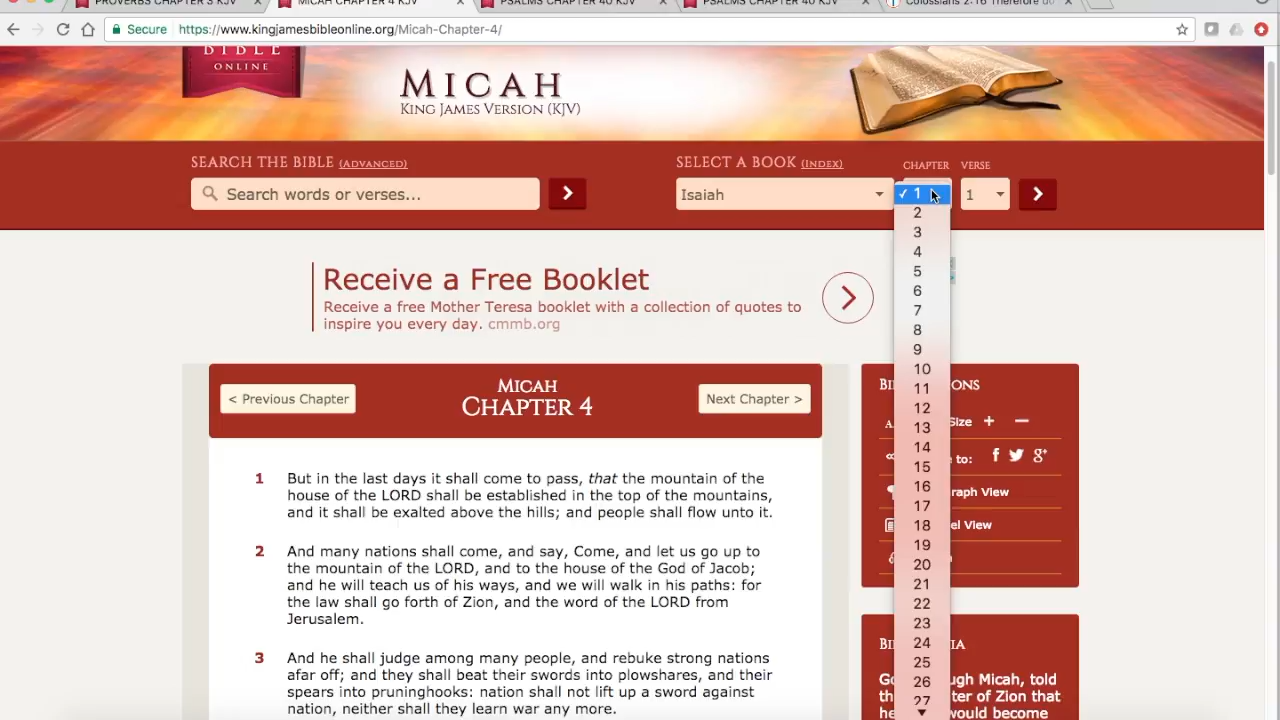 PROVERBS CHAPTER 3 KJV
MICAH CHAPTER 4 KJV
PSALMS CHAPTER 40 KJV
PSALMS CHAPTER 40 KJV
Colossians 2-16 Therefore do
Secure
https://www.kingjamesbibleonline.org/Micah-Chapter-4/
BIBLE
ONLINE
MICAH
KING JAMES VERSION (KJV)
SEARCH THE BIBLE (ADVANCED)
Search words or verses...
SELECT A BOOK (INDEX)
CHAPTER
VERSE
Isaiah
✓ 1
1
2
3
4
5
6
7
8
9
10
11
12
13
14
15
16
17
18
19
20
21
22
23
24
25
26
27
Receive a Free Booklet
Receive a free Mother Teresa booklet with a collection of quotes to
inspire you every day. cmmb.org
< Previous Chapter
MICAH
CHAPTER 4
Next Chapter >
1 But in the last days it shall come to pass, that the mountain of the
house of the LORD shall be established in the top of the mountains,
and it shall be exalted above the hills; and people shall flow unto it.
2 And many nations shall come, and say, Come, and let us go up to
the mountain of the LORD, and to the house of the God of Jacob;
and he will teach us of his ways, and we will walk in his paths: for
the law shall go forth of Zion, and the word of the LORD from
Jerusalem.
3 And he shall judge among many people, and rebuke strong nations
afar off; and they shall beat their swords into plowshares, and their
spears into pruninghooks: nation shall not lift up a sword against
nation, neither shall they learn war any more.
Size + −
to:
View
View
Micah, told
of Zion that
would become